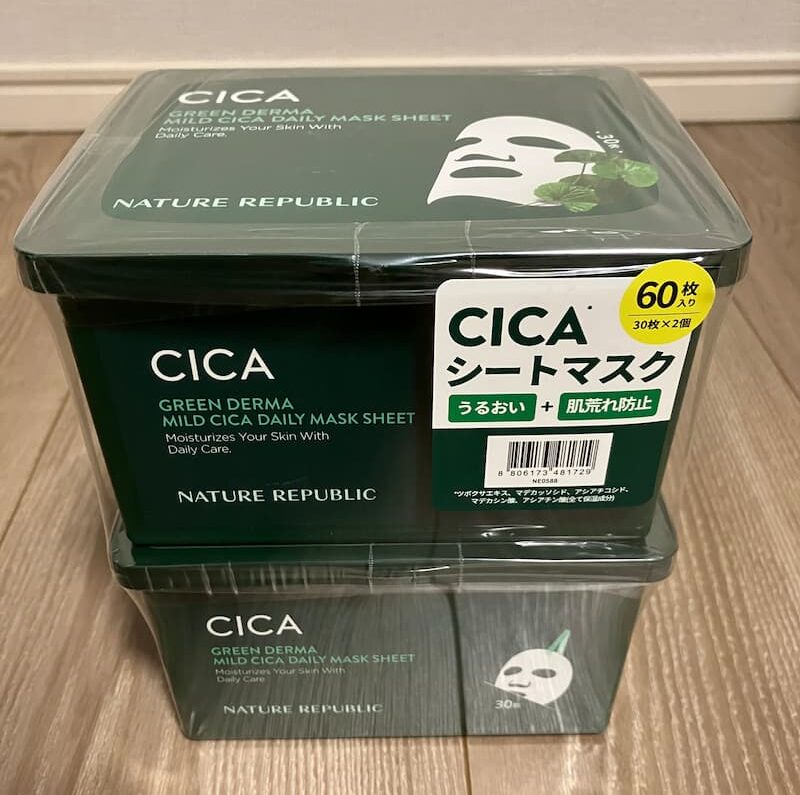 CICA
GREEN DERMA
MILD CICA DAILY MASK SHEET
Moisturizes Your Skin With
Daily Care.
30枚
NATURE REPUBLIC
CICA
GREEN DERMA
MILD CICA DAILY MASK SHEET
Moisturizes Your Skin With
Daily Care.
NATURE REPUBLIC
60枚入り
30枚×2個
CICA*
シートマスク
うるおい + 肌荒れ防止
8 806173 481729
NE0588
*ツボクサエキス、マデカッソシド、アシアチコシド、
マデカシン酸、アシアチン酸(全て保湿成分)
CICA
GREEN DERMA
MILD CICA DAILY MASK SHEET
Moisturizes Your Skin With
Daily Care
NATURE REPUBLIC
30枚